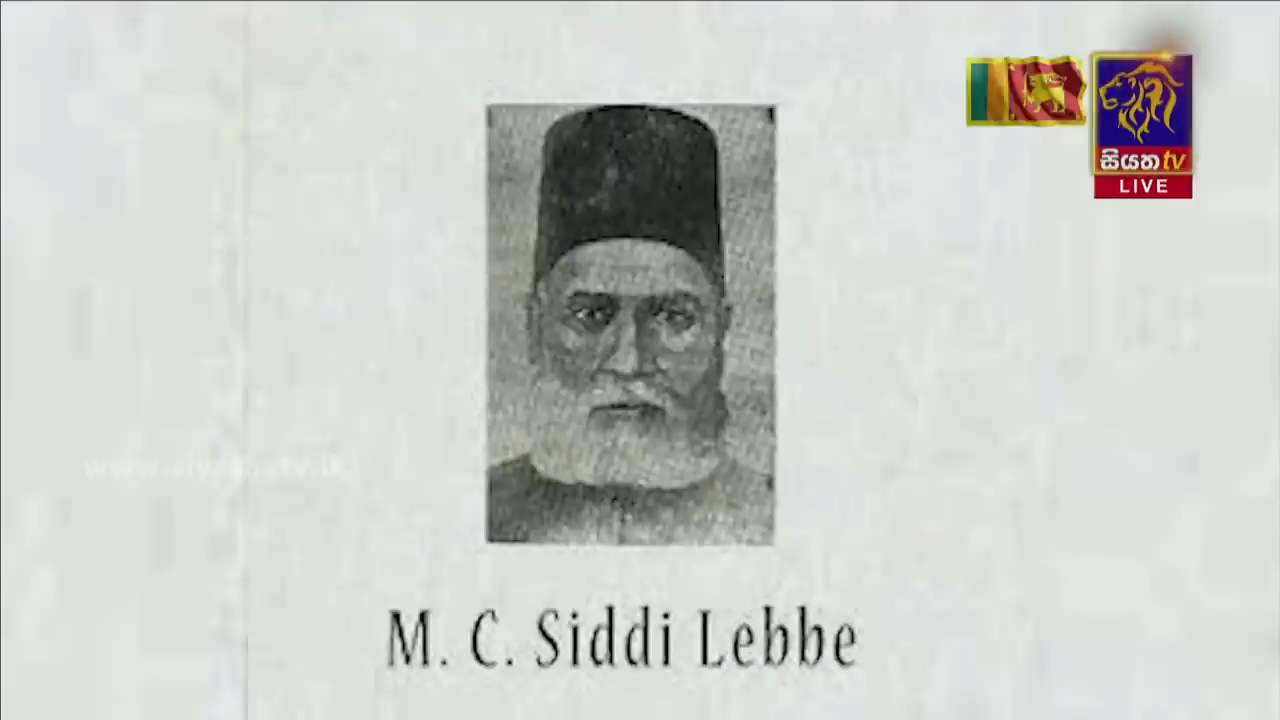 සියත tv
LIVE
M. C. Siddi Lebbe